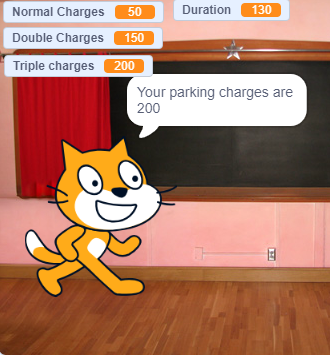 Normal Charges 50
Duration 130
Double Charges 150
Triple charges 200
Your parking charges are
200